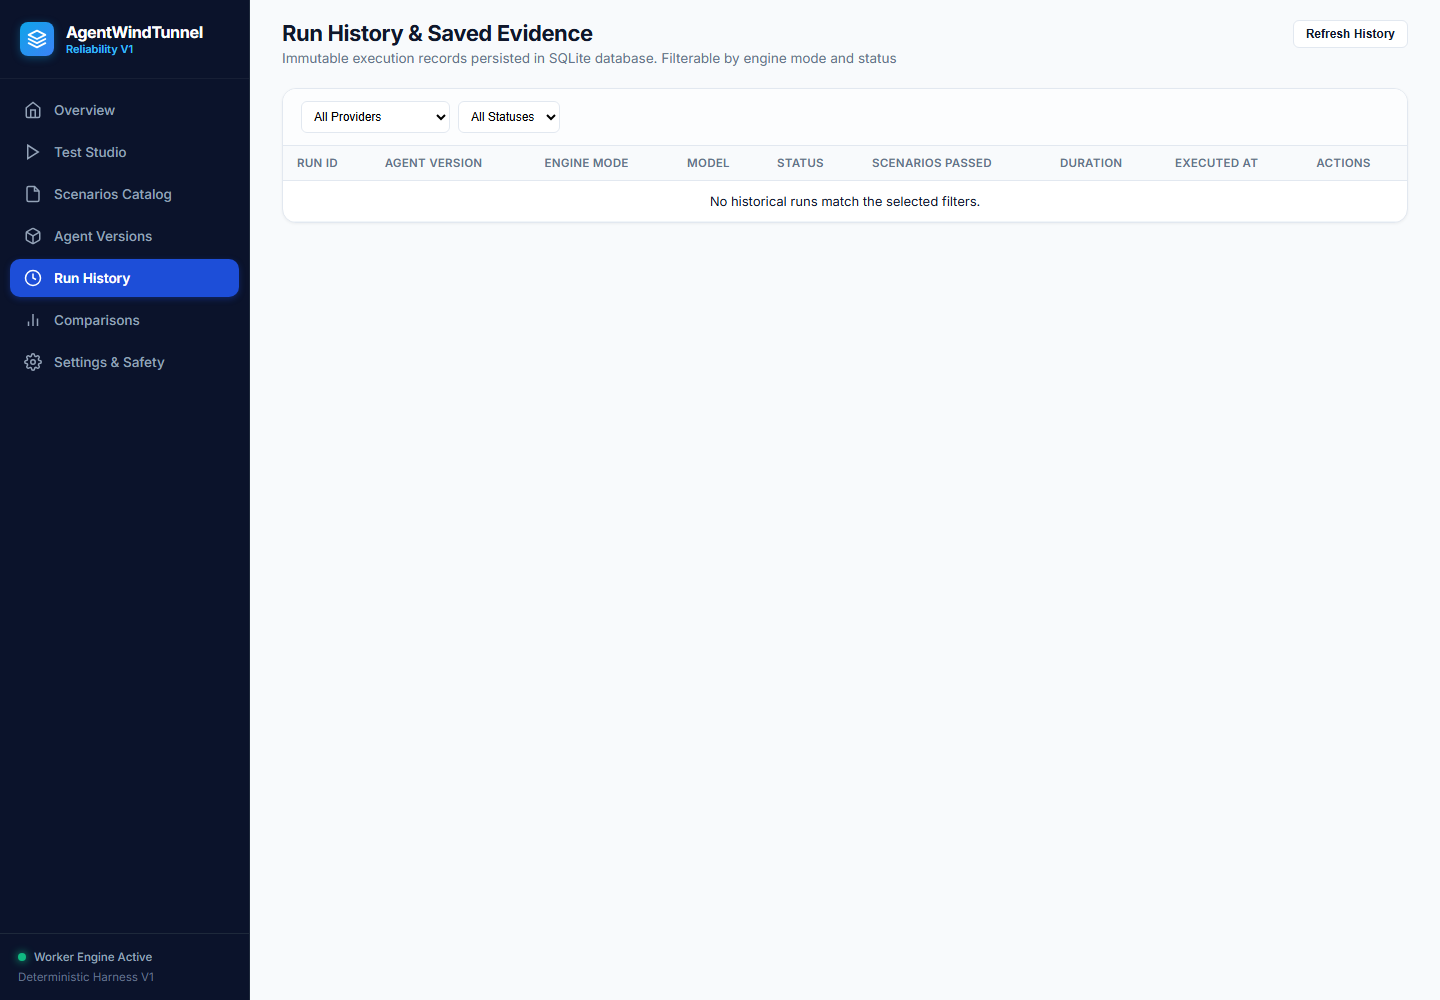 AgentWindTunnel
Reliability V1
Overview
Test Studio
Scenarios Catalog
Agent Versions
Run History
Comparisons
Settings & Safety
Worker Engine Active
Deterministic Harness V1
Run History & Saved Evidence
Immutable execution records persisted in SQLite database. Filterable by engine mode and status
Refresh History
All Providers All Statuses
RUN ID AGENT VERSION ENGINE MODE MODEL STATUS SCENARIOS PASSED DURATION EXECUTED AT ACTIONS
No historical runs match the selected filters.